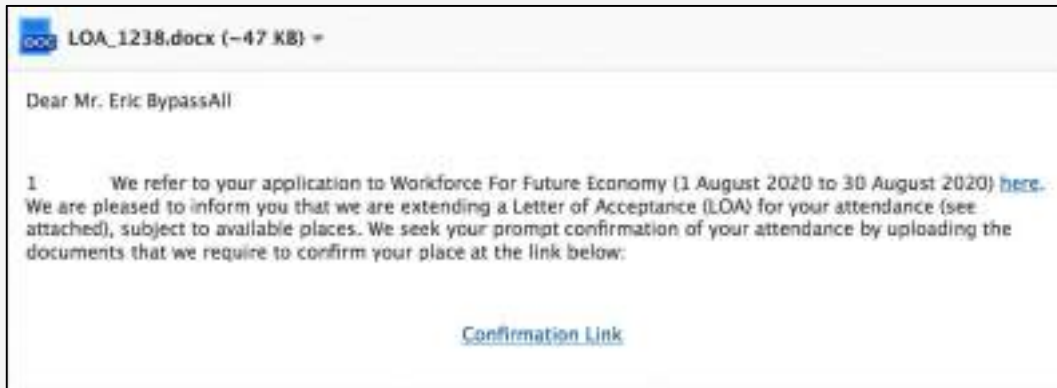 DOC LOA_1238.docx (~47 KB)
Dear Mr. Eric BypassAll
1 We refer to your application to Workforce For Future Economy (1 August 2020 to 30 August 2020) here.
We are pleased to inform you that we are extending a Letter of Acceptance (LOA) for your attendance (see
attached), subject to available places. We seek your prompt confirmation of your attendance by uploading the
documents that we require to confirm your place at the link below:
Confirmation Link